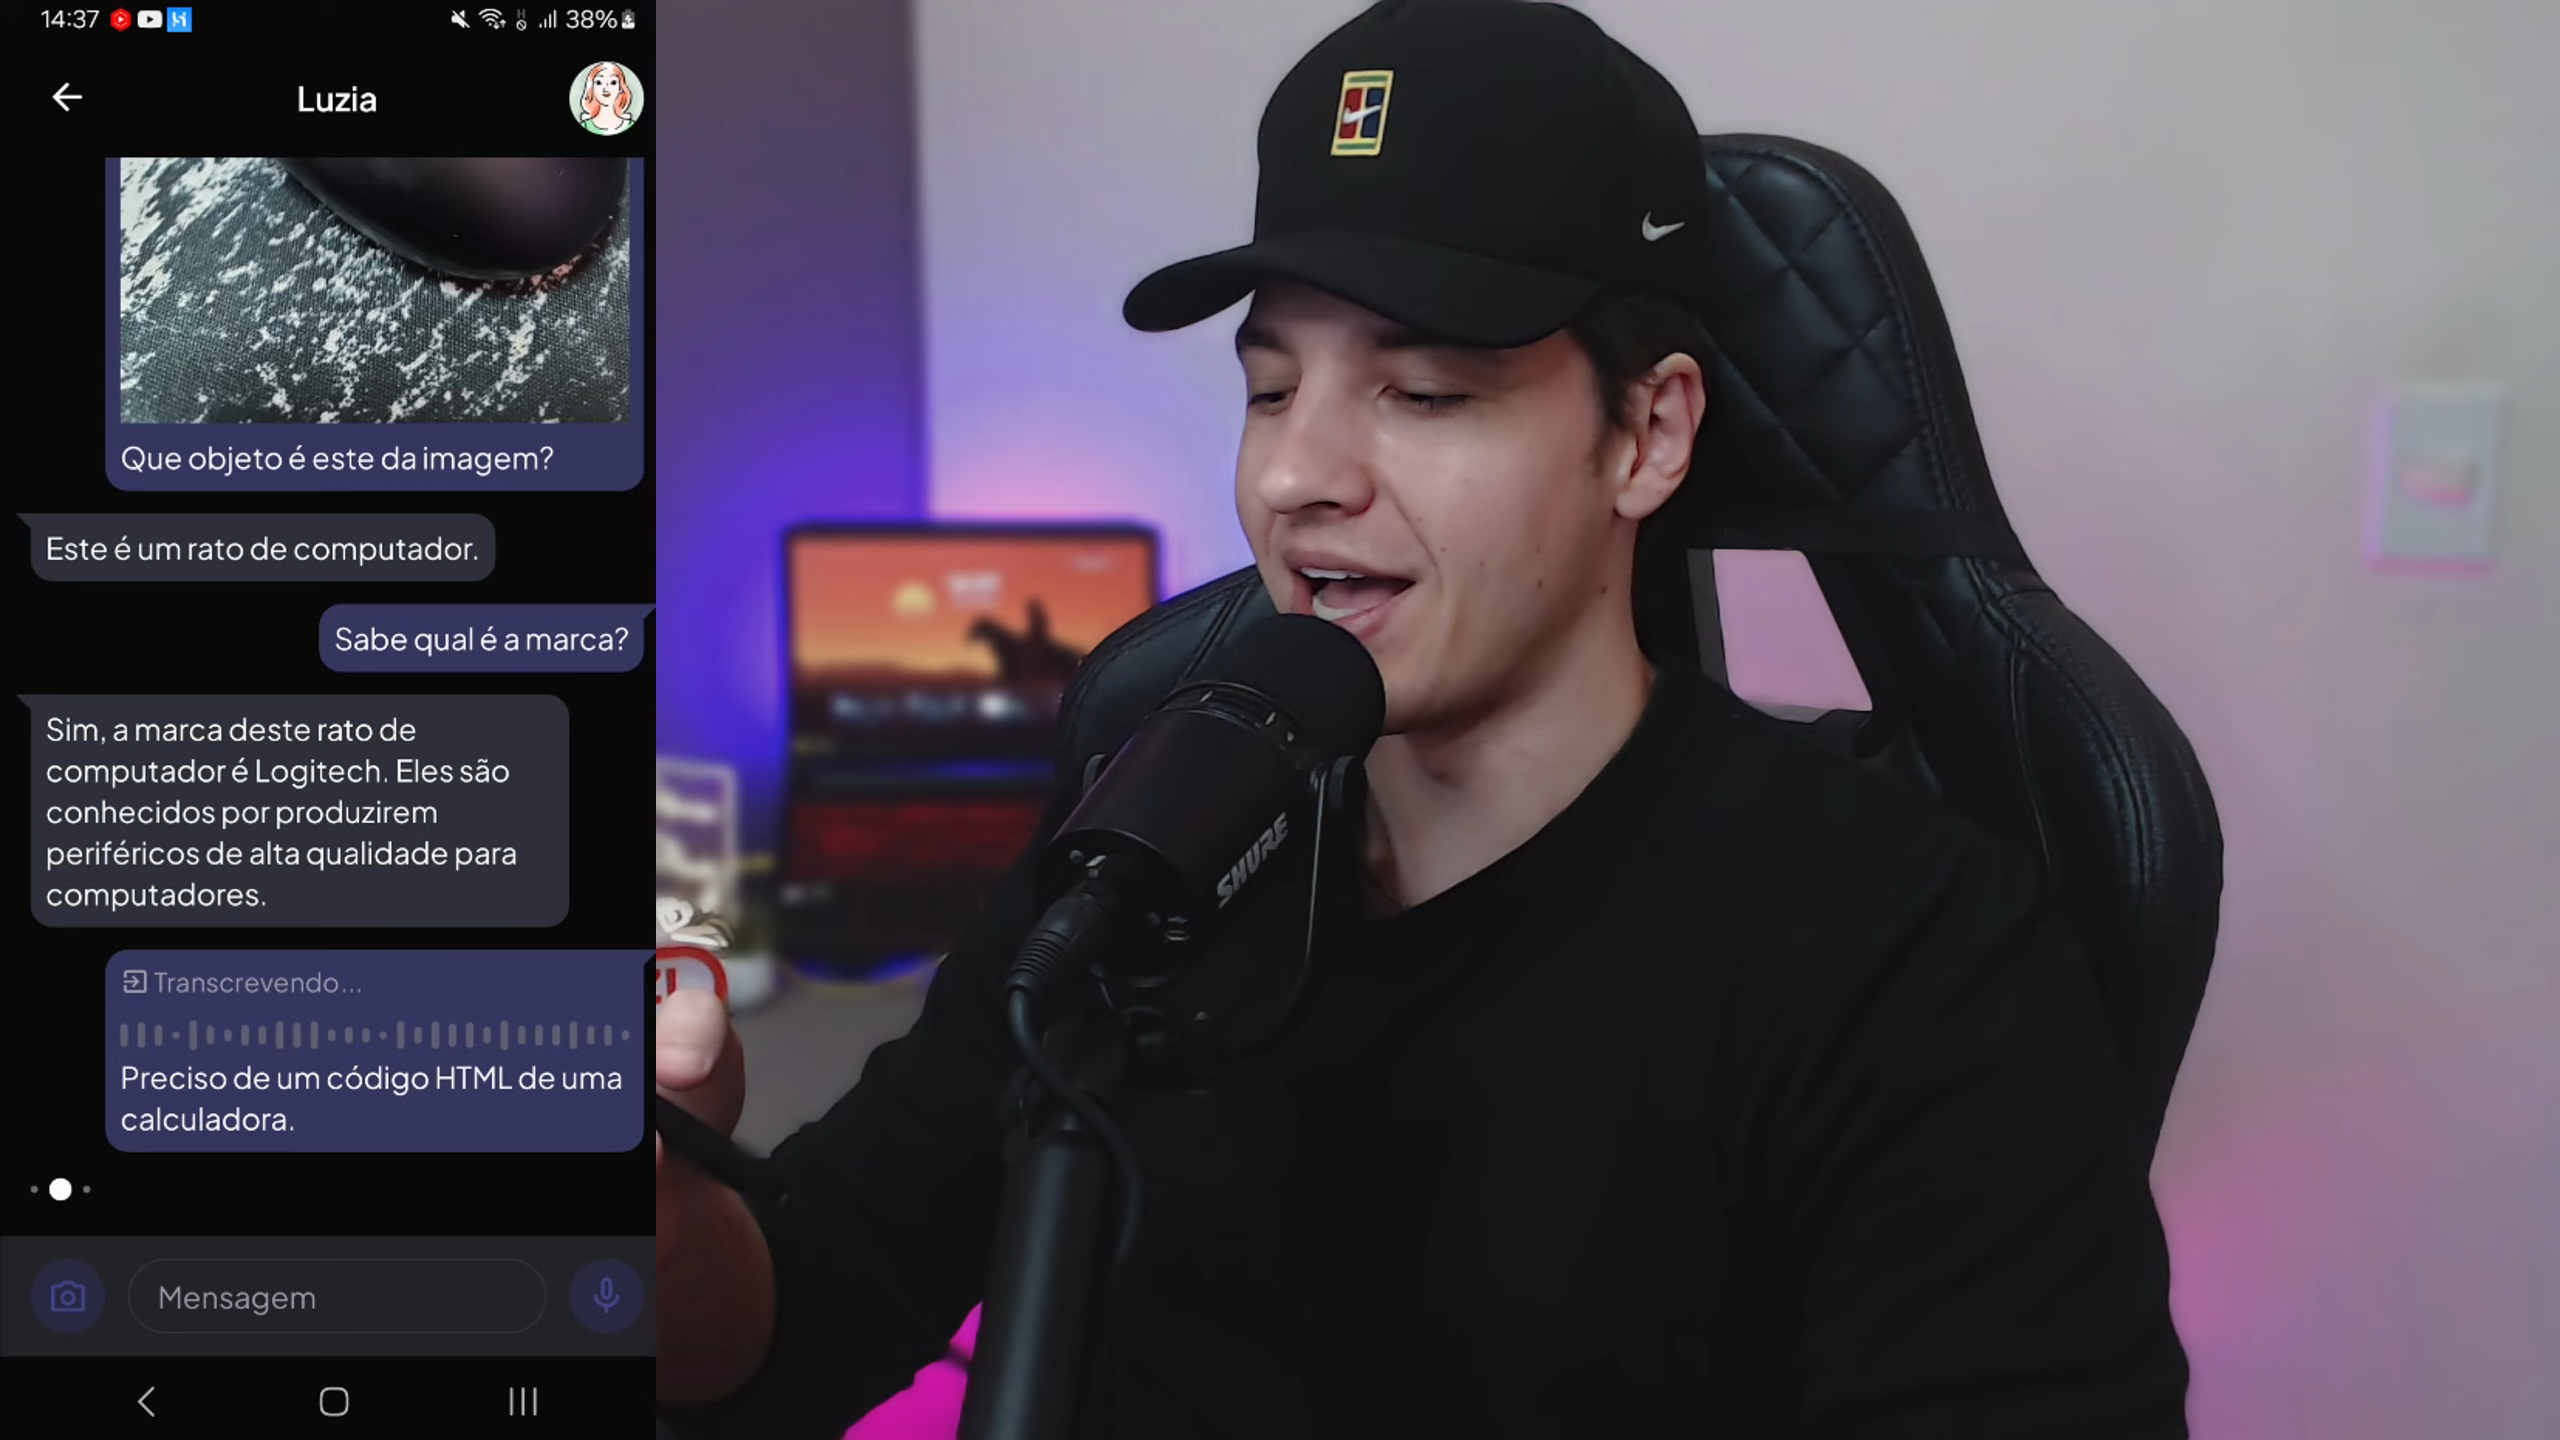 14:37
38%
Luzia
Que objeto é este da imagem?
Este é um rato de computador.
Sabe qual é a marca?
Sim, a marca deste rato de
computador é Logitech. Eles são
conhecidos por produzirem
periféricos de alta qualidade para
computadores.
Transcrevendo...
Preciso de um código HTML de uma
calculadora.
Mensagem
SHURE